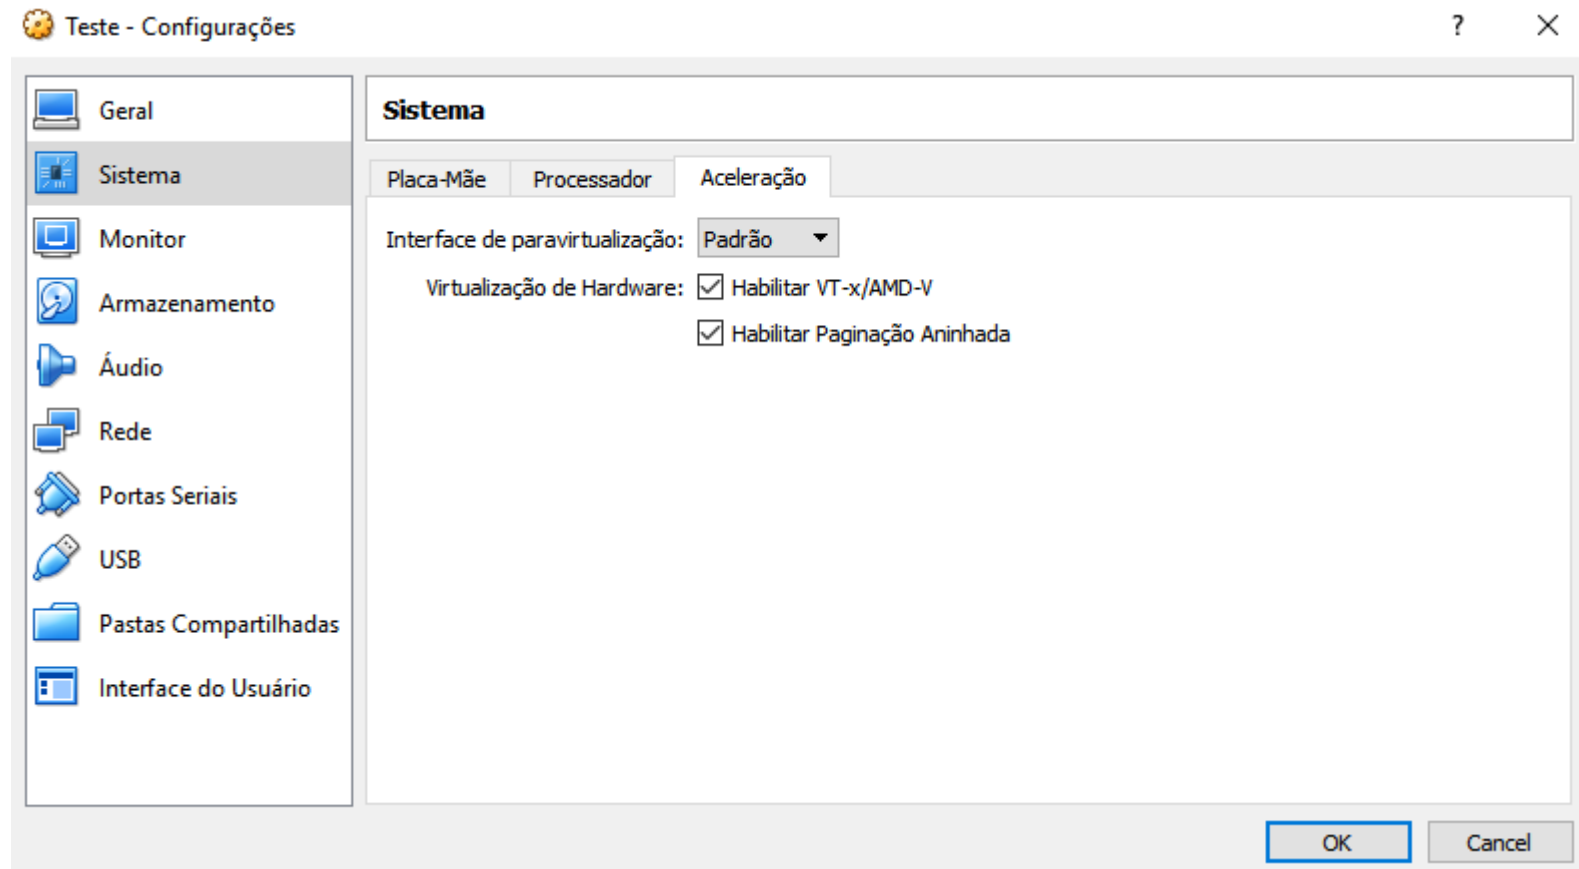 Teste - Configurações
?
Geral
Sistema
Monitor
Armazenamento
Áudio
Rede
Portas Seriais
USB
Pastas Compartilhadas
Interface do Usuário
Sistema
Placa-Mãe Processador Aceleração
Interface de paravirtualização: Padrão
Virtualização de Hardware: Habilitar VT-x/AMD-V
Habilitar Paginação Aninhada
OK Cancel